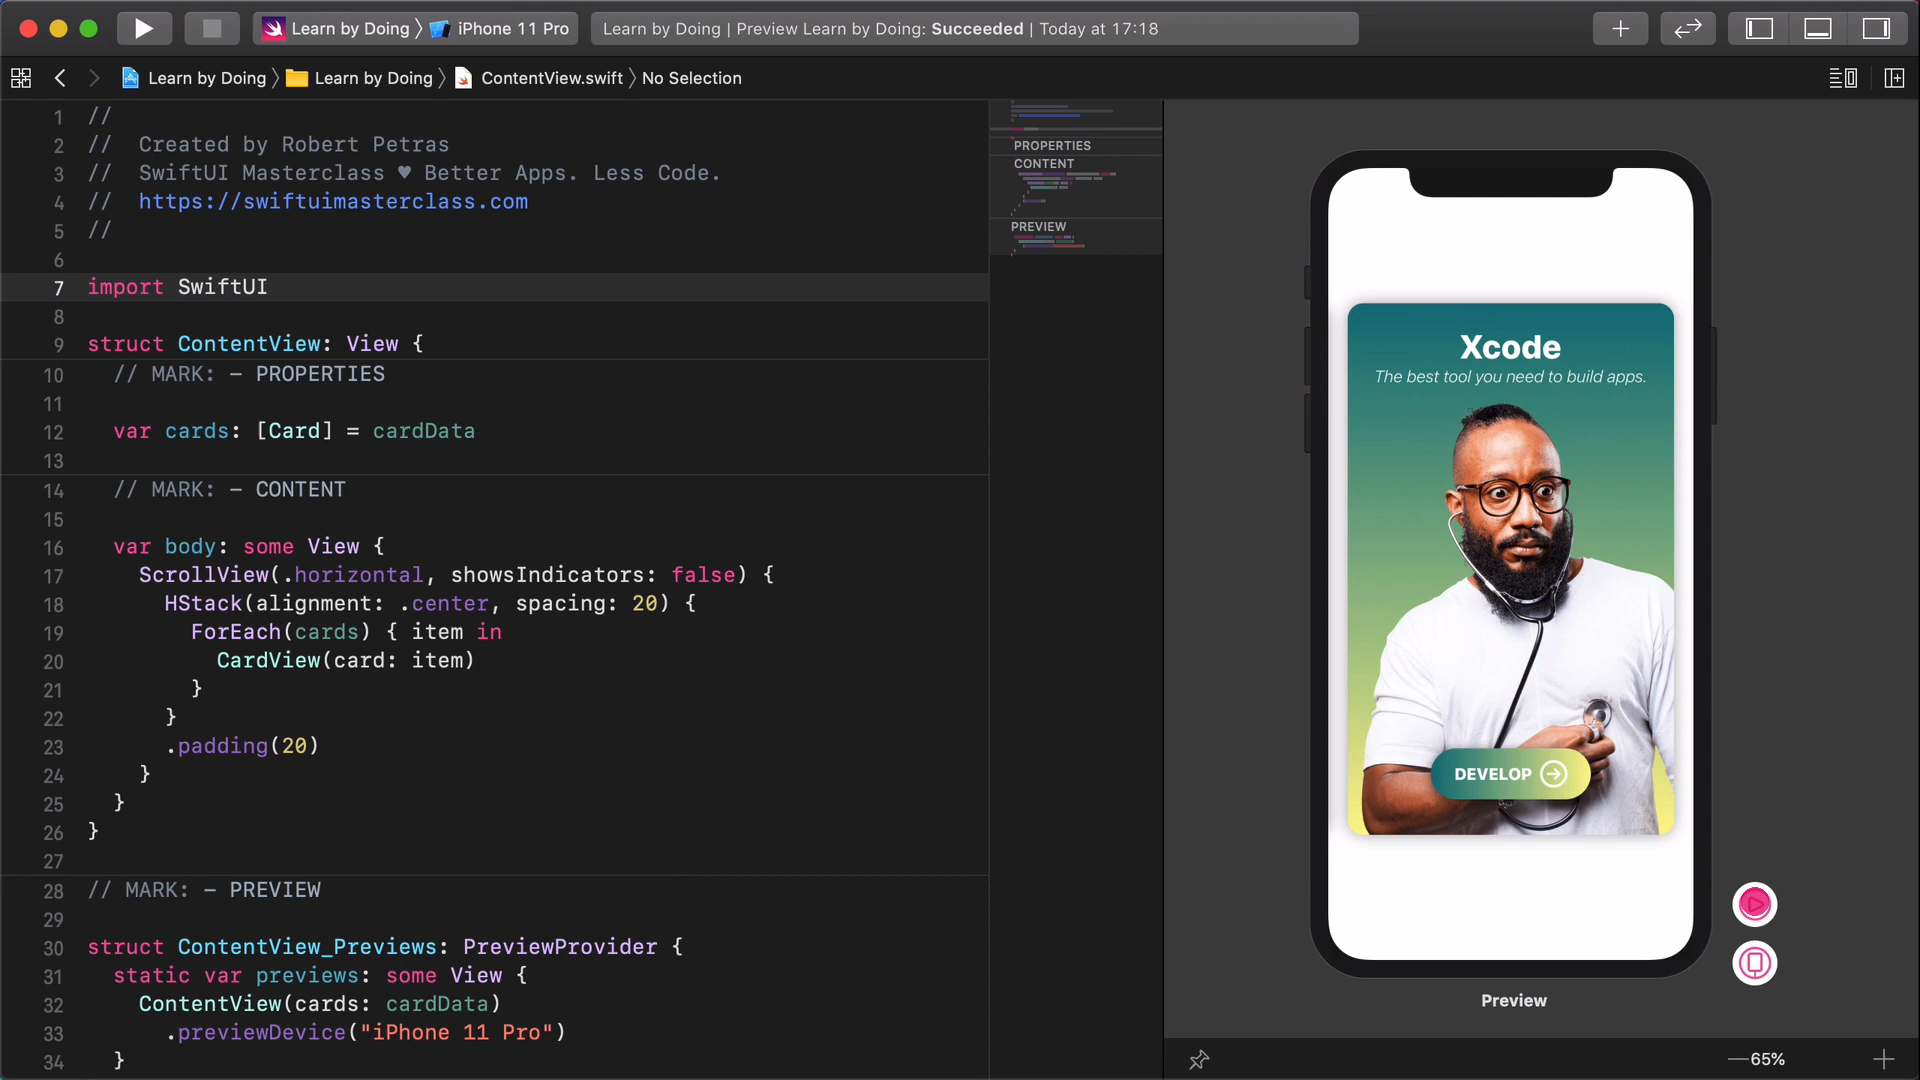 Learn by Doing 〉 iPhone 11 Pro
Learn by Doing | Preview Learn by Doing: Succeeded | Today at 17:18
Learn by Doing 〉 Learn by Doing 〉 ContentView.swift 〉 No Selection
1 //
2 //  Created by Robert Petras
3 //  SwiftUI Masterclass ♥ Better Apps. Less Code.
4 //  https://swiftuimasterclass.com
5 //
6
7 import SwiftUI
8
9 struct ContentView: View {
10   // MARK: - PROPERTIES
11
12   var cards: [Card] = cardData
13
14   // MARK: - CONTENT
15
16   var body: some View {
17     ScrollView(.horizontal, showsIndicators: false) {
18       HStack(alignment: .center, spacing: 20) {
19         ForEach(cards) { item in
20           CardView(card: item)
21         }
22       }
23       .padding(20)
24     }
25   }
26 }
27
28 // MARK: - PREVIEW
29
30 struct ContentView_Previews: PreviewProvider {
31   static var previews: some View {
32     ContentView(cards: cardData)
33       .previewDevice("iPhone 11 Pro")
34   }
PROPERTIES
CONTENT
PREVIEW
Xcode
The best tool you need to build apps.
DEVELOP
Preview
65%